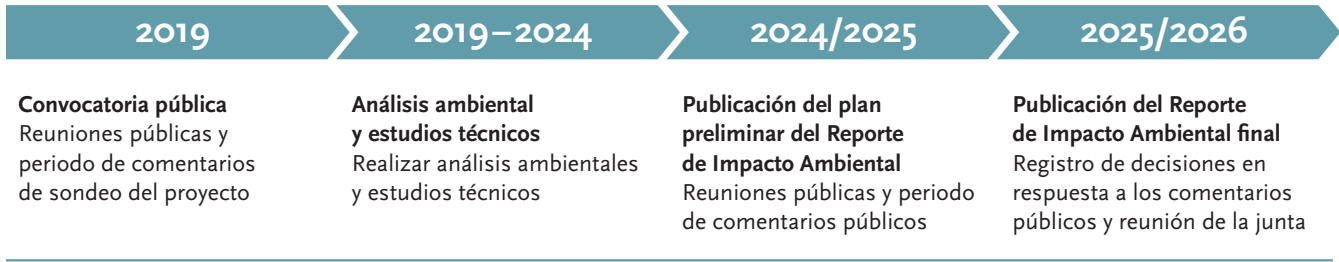 2019
2019–2024
2024/2025
2025/2026
Convocatoria pública
Reuniones públicas y
periodo de comentarios
de sondeo del proyecto
Análisis ambiental
y estudios técnicos
Realizar análisis ambientales
y estudios técnicos
Publicación del plan
preliminar del Reporte
de Impacto Ambiental
Reuniones públicas y periodo
de comentarios públicos
Publicación del Reporte
de Impacto Ambiental final
Registro de decisiones en
respuesta a los comentarios
públicos y reunión de la junta